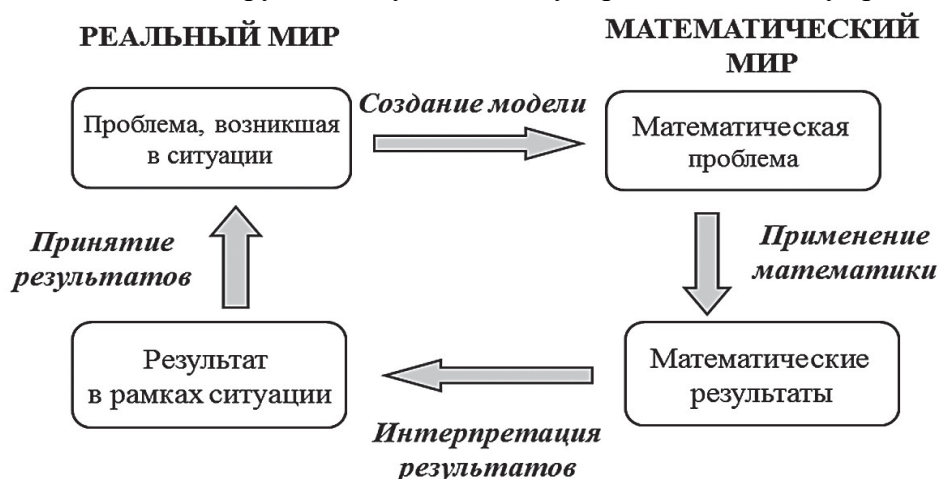 РЕАЛЬНЫЙ МИР
МАТЕМАТИЧЕСКИЙ
МИР
Проблема, возникшая
в ситуации
Создание модели
Математическая
проблема
Принятие
результатов
Применение
математики
Результат
в рамках ситуации
Математические
результаты
Интерпретация
результатов